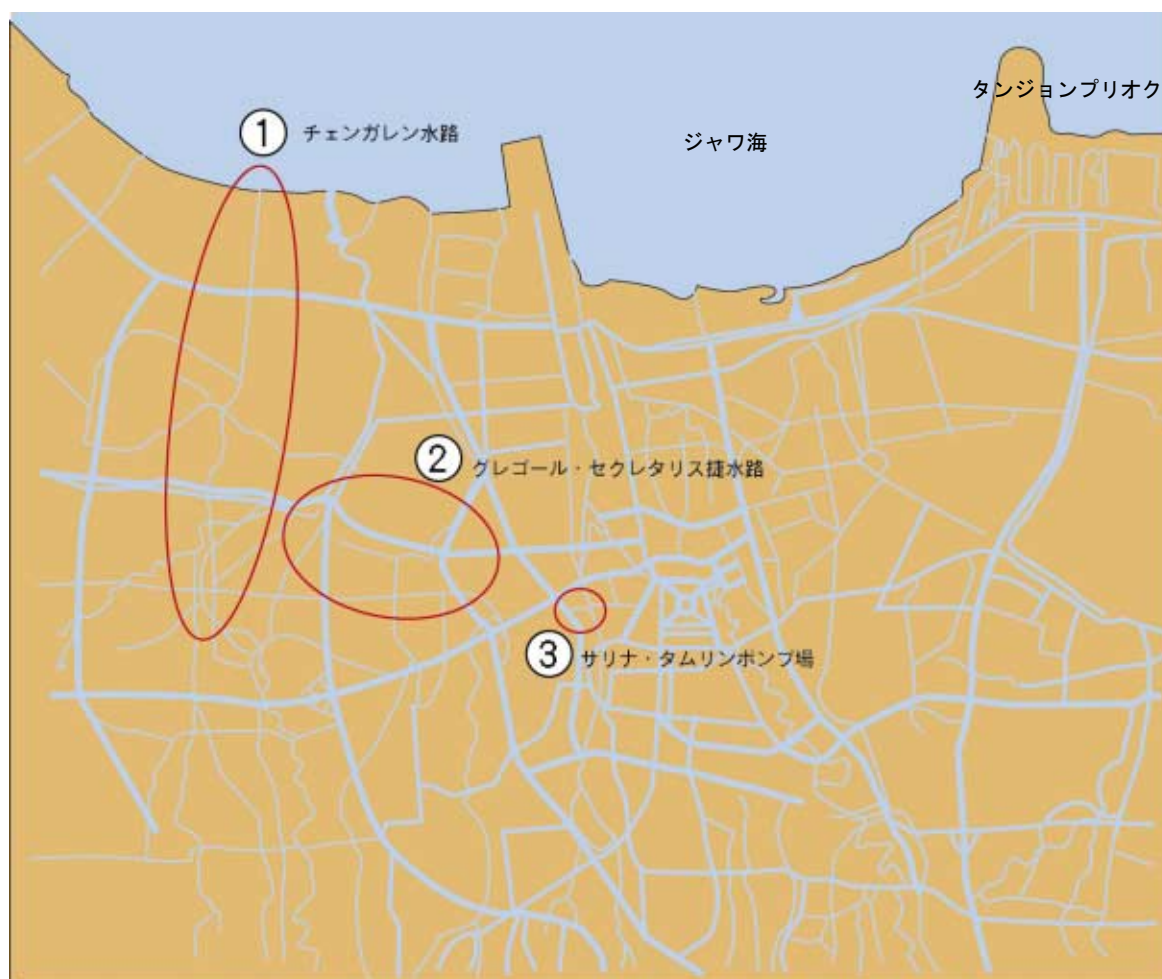 タンジョンプリオク
① チェンガレン水路
ジャワ海
② グレゴール・セクレタリス捷水路
③ サリナ・タムリンポンプ場